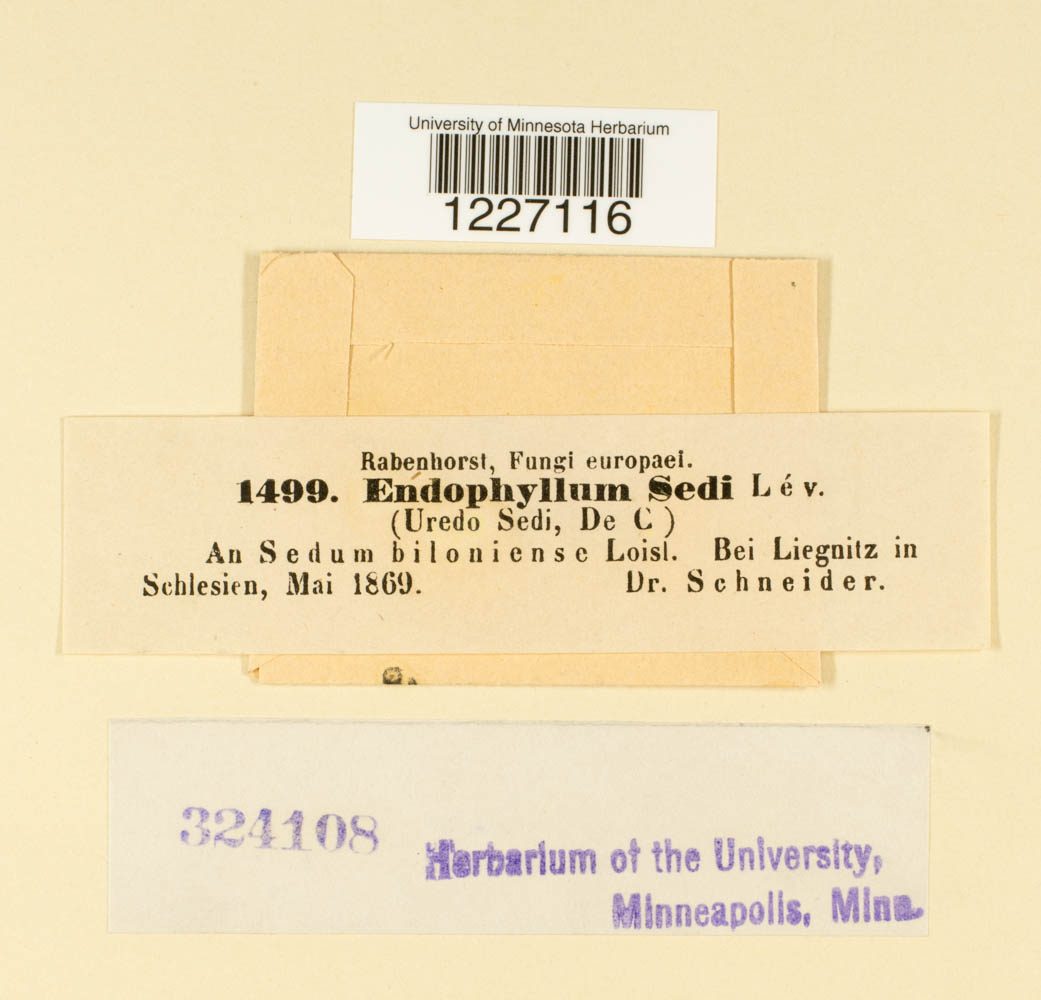 University of Minnesota Herbarium
1227116
Rabenhorst, Fungi europaei.
1499. Endophyllum Sedi Lév.
(Uredo Sedi, De C)
An Sedum biloniense Loisl. Bei Liegnitz in
Schlesien, Mai 1869. Dr. Schneider.
324108
Herbarium of the University,
Minneapolis, Minn.